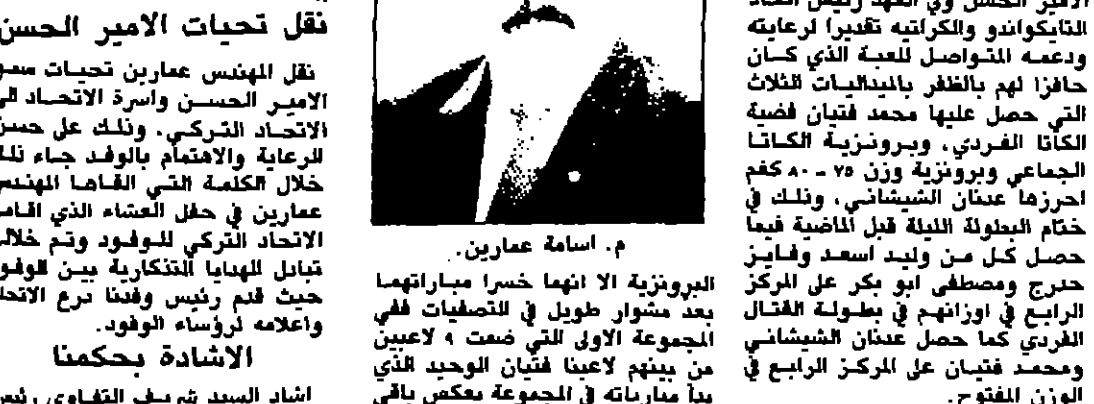 الامير الحسن ولي العهد رئيس اتحاد
التايكواندو والكراتيه تقديرا لرعايته
ودعمه المتواصل للعبة الذي كان
حافزا لهم بالظفر بالميداليات الثلاث
التي حصل عليها محمد فتيان فضية
الكاتا الفردي، وبرونزية الكاتا
الجماعي وبرونزية وزن ٧٥ - ٨٠ كغم
احرزها عدنان الشيشاني، وذلك في
ختام البطولة الليلة قبل الماضية فيما
حصل كل من وليد اسعد وفايز
حدرج ومصطفى ابو بكر على المركز
الرابع في اوزانهم في بطولة القتال
الفردي كما حصل عدنان الشيشاني
ومحمد فتيان على المركز الرابع في
الوزن المفتوح.
م. اسامة عمارين.
البرونزية الا انهما خسرا مباراتهما
بعد مشوار طويل في التصفيات ففي
المجموعة الاولى التي ضمت ٩ لاعبين
من بينهم لاعبنا فتيان الوحيد الذي
بدأ مبارياته في المجموعة بعكس باقي
نقل تحيات الامير الحسن
نقل المهندس عمارين تحيات سمو
الامير الحسن واسرة الاتحاد الى
الاتحاد التركي، وذلك على حسن
الرعاية والاهتمام بالوفد جاء ذلك
خلال الكلمة التي القاها المهندس
عمارين في حفل العشاء الذي اقامه
الاتحاد التركي للوفود وتم خلاله
تبادل الهدايا التذكارية بين الوفود
حيث قدم رئيس وفدنا درع الاتحاد
واعلامه لرؤساء الوفود.
الاشادة بحكمنا
اشاد السيد شريف التفاوي رئيس